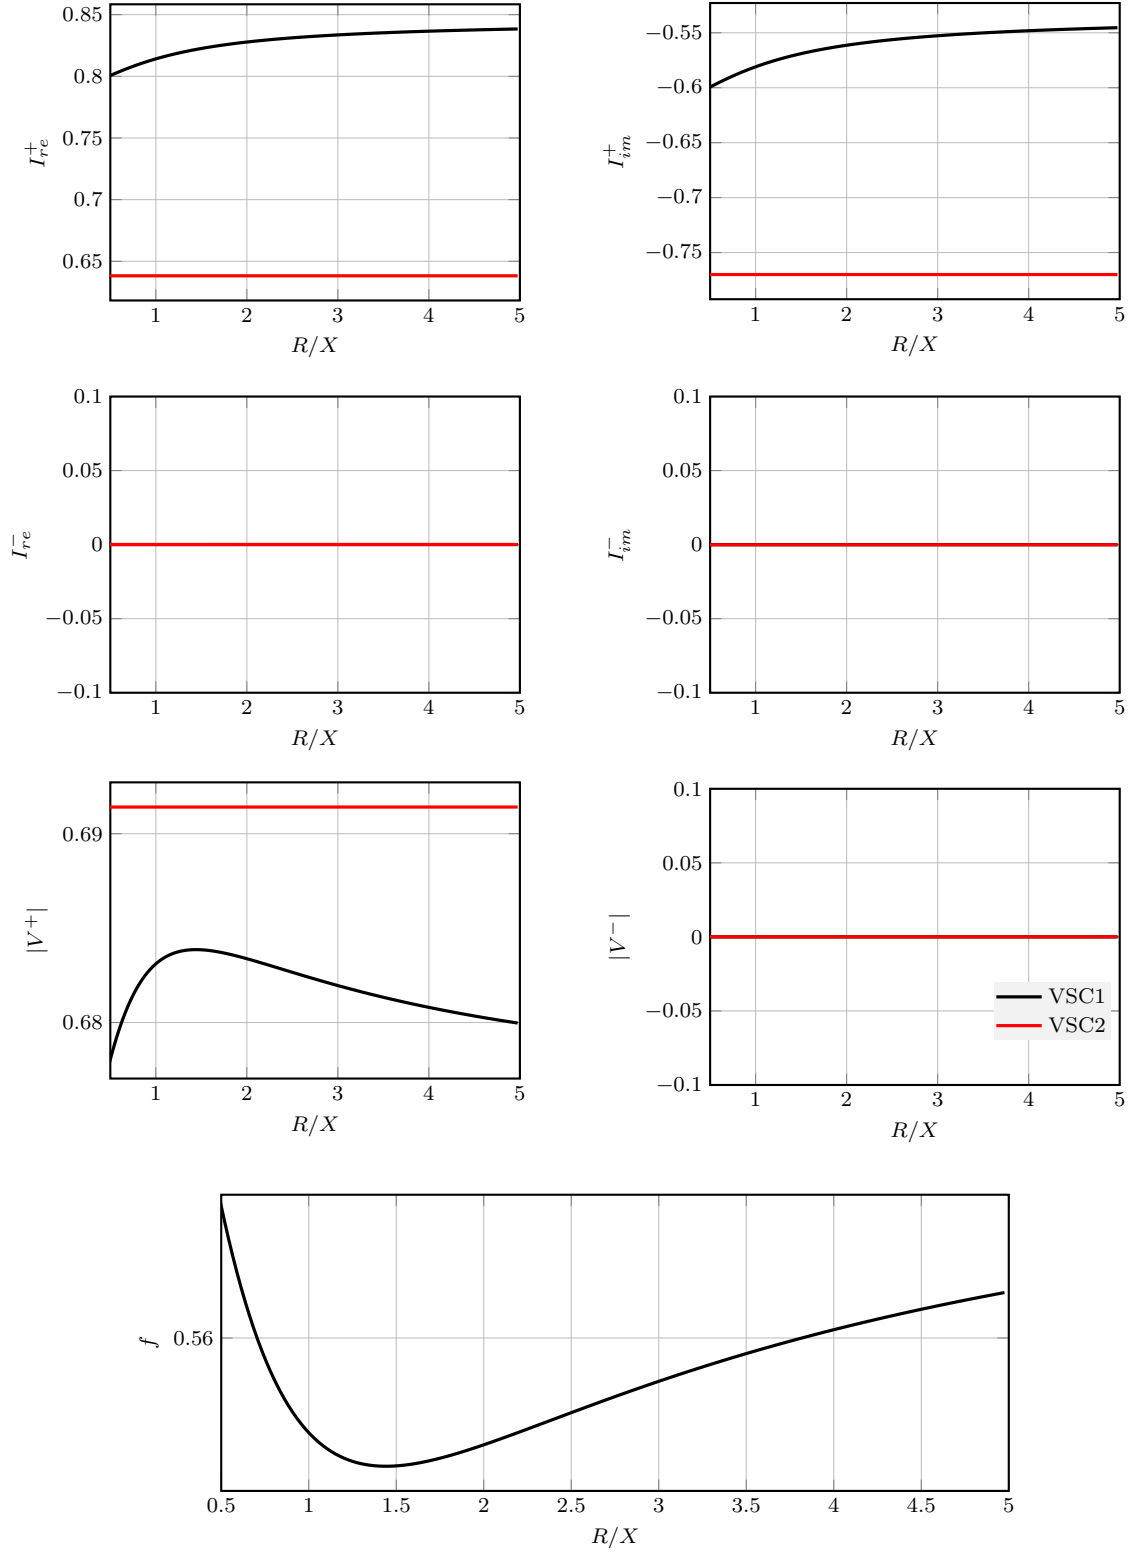 0.85
0.8
0.75
0.7
0.65
I_re^+
1 2 3 4 5
R/X
−0.55
−0.6
−0.65
−0.7
−0.75
I_im^+
1 2 3 4 5
R/X
0.1
0.05
0
−0.05
−0.1
I_re^−
1 2 3 4 5
R/X
0.1
0.05
0
−0.05
−0.1
I_im^−
1 2 3 4 5
R/X
0.69
0.68
|V^+|
1 2 3 4 5
R/X
0.1
0.05
0
−0.05
−0.1
|V^−|
VSC1
VSC2
1 2 3 4 5
R/X
0.56
f
0.5 1 1.5 2 2.5 3 3.5 4 4.5 5
R/X